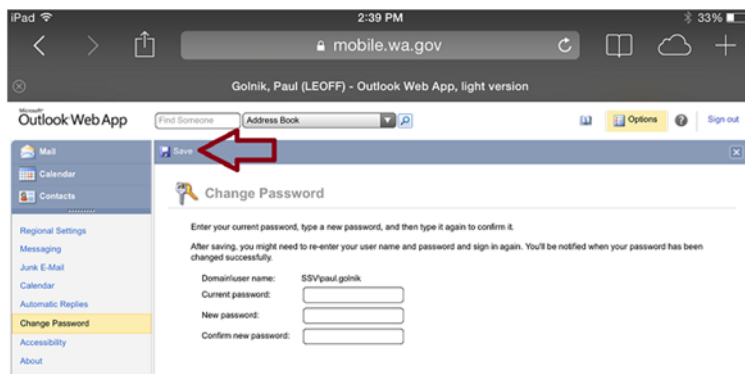 iPad 2:39 PM 33%
mobile.wa.gov
Golnik, Paul (LEOFF) - Outlook Web App, light version
Microsoft®
Outlook Web App Find Someone Address Book Options Sign out
Mail Save
Calendar
Contacts Change Password
Enter your current password, type a new password, and then type it again to confirm it.
Regional Settings
Messaging After saving, you might need to re-enter your user name and password and sign in again. You'll be notified when your password has been
changed successfully.
Junk E-Mail
Calendar Domain\user name: SSV\paul.golnik
Automatic Replies Current password:
Change Password New password:
Accessibility Confirm new password:
About